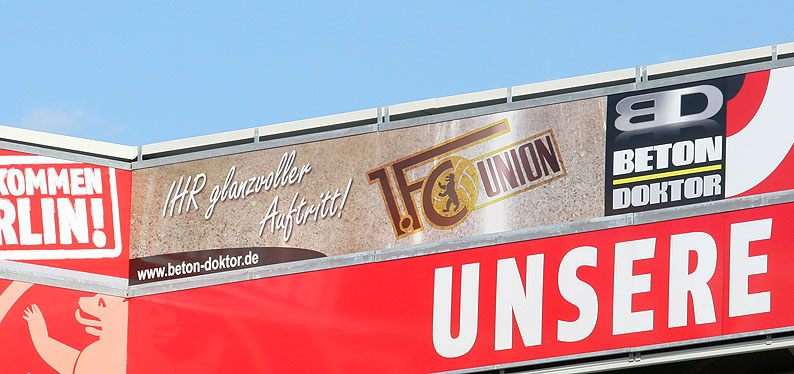 KOMMEN
RLIN!
IHR glanzvoller
Auftritt!
www.beton-doktor.de
1.FC UNION
BD
BETON
DOKTOR
UNSERE